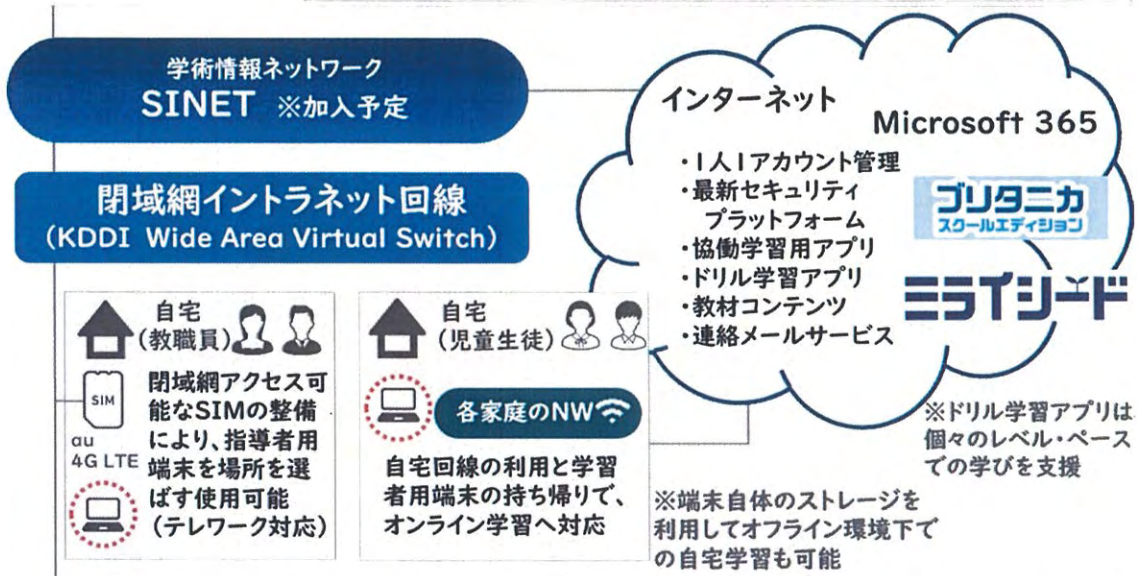 学術情報ネットワーク
SINET ※加入予定
閉域網イントラネット回線
(KDDI Wide Area Virtual Switch)
自宅
(教職員)
SIM
au
4G LTE
閉域網アクセス可
能なSIMの整備
により、指導者用
端末を場所を選
ばす使用可能
(テレワーク対応)
自宅
(児童生徒)
各家庭のNW
自宅回線の利用と学習
者用端末の持ち帰りで、
オンライン学習へ対応
インターネット
Microsoft 365
・1人1アカウント管理
・最新セキュリティ
プラットフォーム
・協働学習用アプリ
・ドリル学習アプリ
・教材コンテンツ
・連絡メールサービス
ブリタニカ
スクールエディション
ミライシード
※ドリル学習アプリは
個々のレベル・ペース
での学びを支援
※端末自体のストレージを
利用してオフライン環境下で
の自宅学習も可能